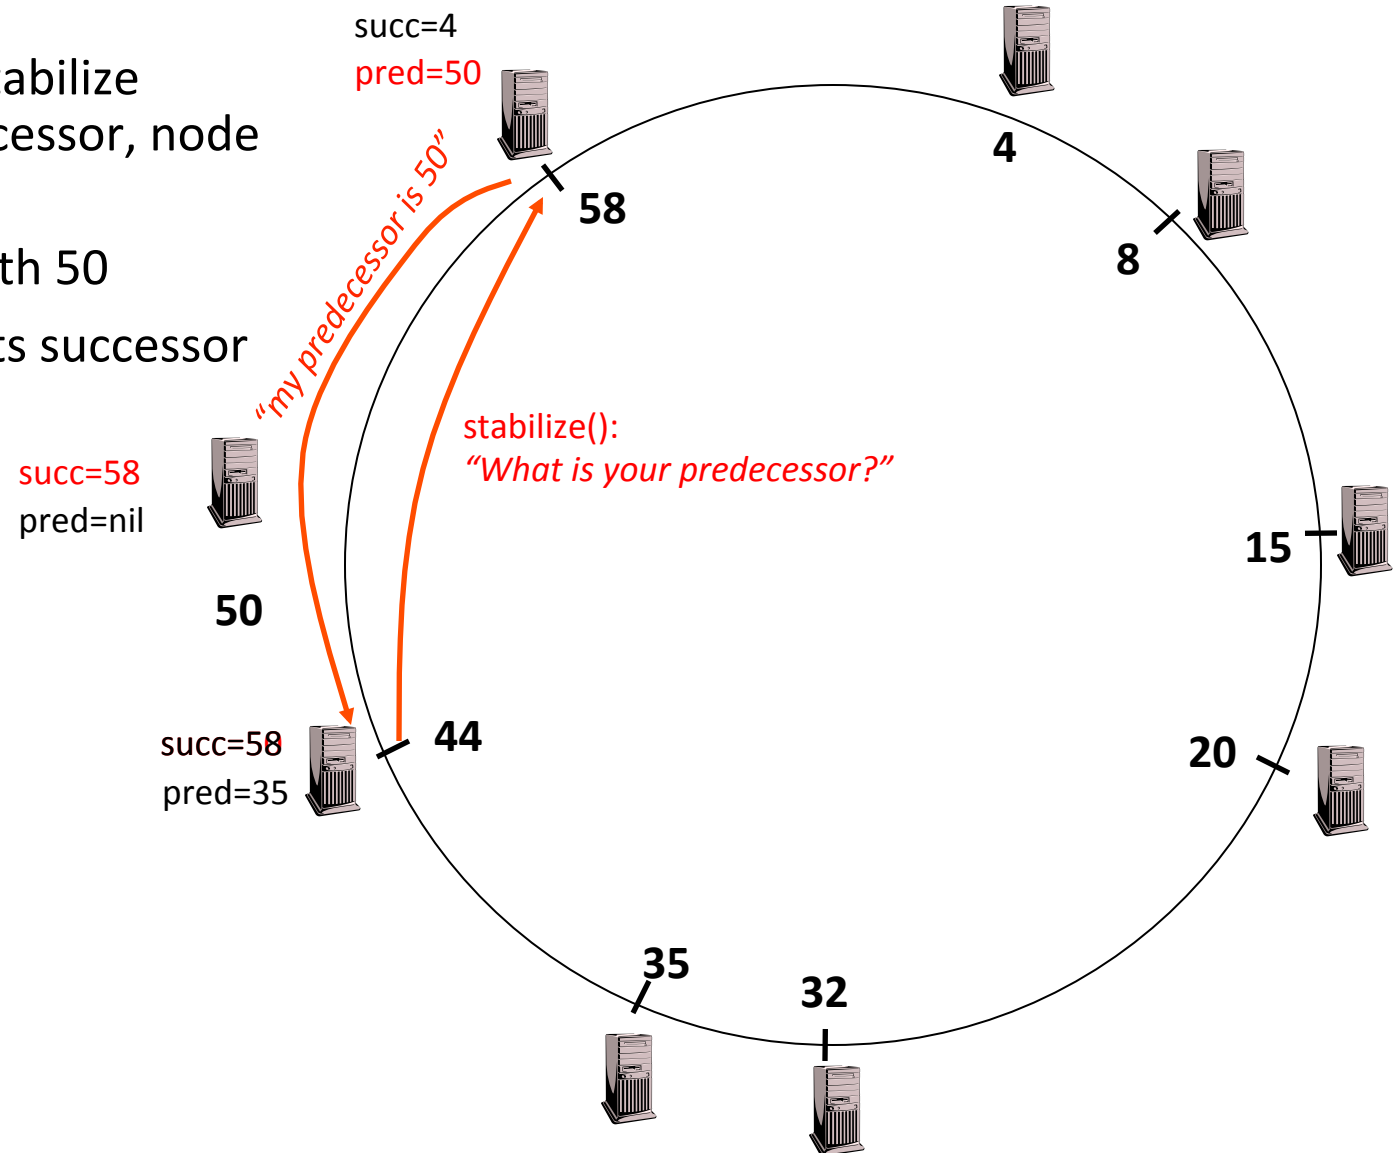 succ=4
pred=50
cessor, node
th 50
ts successor
"my predecessor is 50"
stabilize():
"What is your predecessor?"
succ=58
pred=nil
50
succ=58
pred=35
44
58
4
8
15
20
32
35